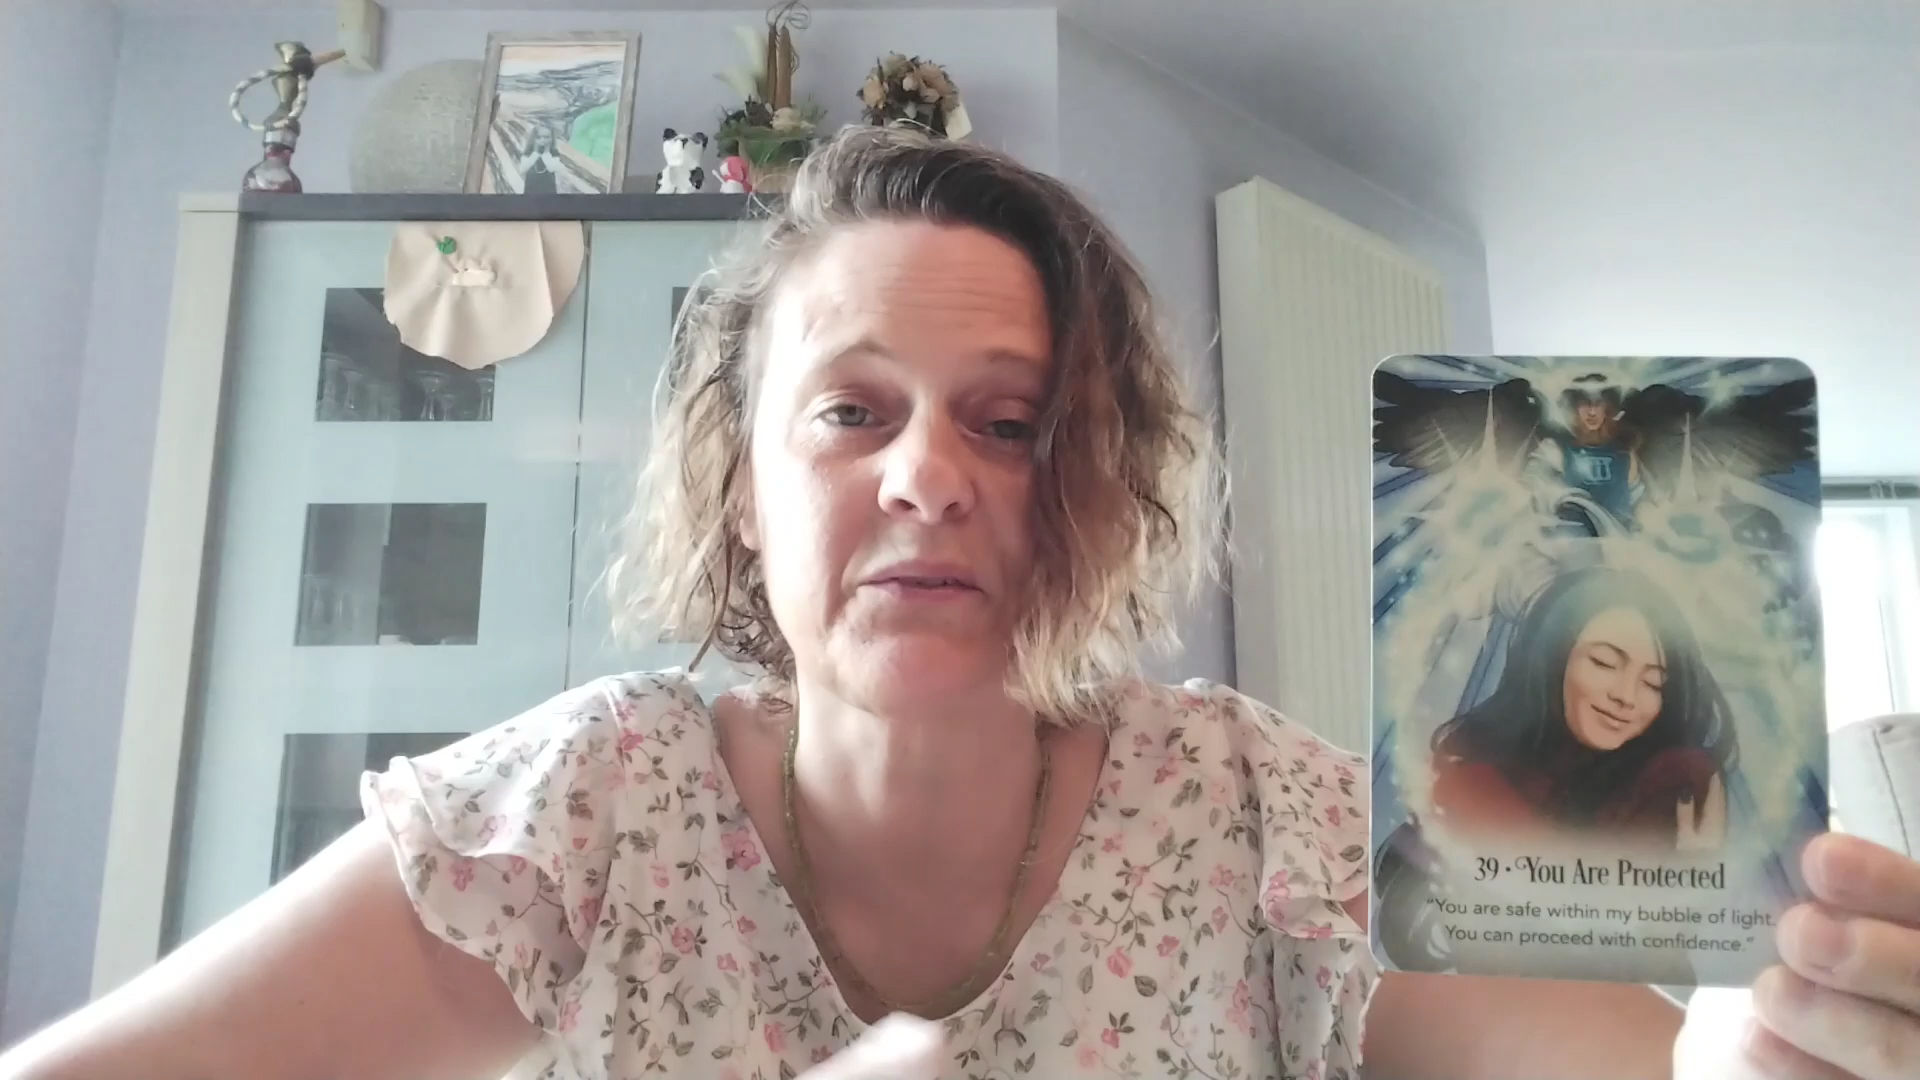 39 • You Are Protected
"You are safe within my bubble of light.
You can proceed with confidence."